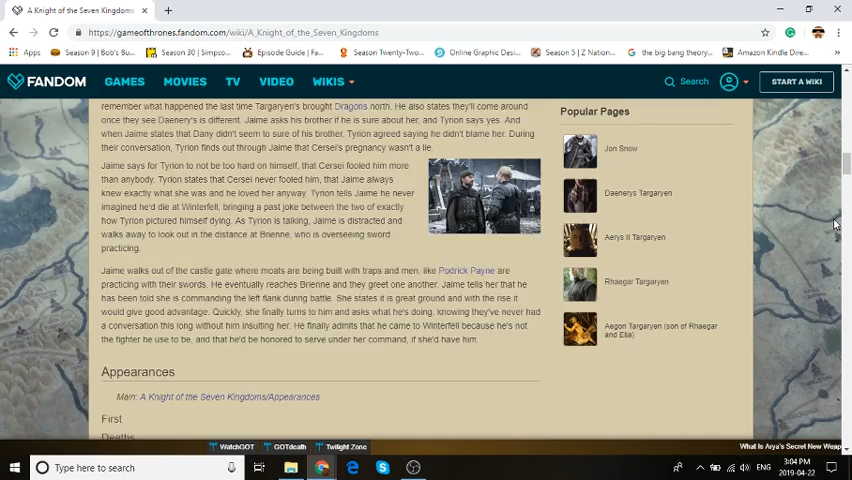 A Knight of the Seven Kingdoms
https://gameofthrones.fandom.com/wiki/A_Knight_of_the_Seven_Kingdoms
Apps
Season 9 | Bob's Bu...
Season 30 | Simpso...
Episode Guide | Fa...
Season Twenty-Two...
Online Graphic Desi...
Season 5 | Z Nation...
the big bang theory...
Amazon Kindle Dire...
FANDOM
GAMES
MOVIES
TV
VIDEO
WIKIS
Search
START A WIKI
remember what happened the last time Targaryen's brought Dragons north. He also states they'll come around
once they see Daenery's is different. Jaime asks his brother if he is sure about her, and Tyrion says yes. And
when Jaime states that Dany didn't seem to sure of his brother, Tyrion agreed saying he didn't blame her. During
their conversation, Tyrion finds out through Jaime that Cersei's pregnancy wasn't a lie.
Jaime says for Tyrion to not be too hard on himself, that Cersei fooled him more
than anybody. Tyrion states that Cersei never fooled him, that Jaime always
knew exactly what she was and he loved her anyway. Tyrion tells Jaime he never
imagined he'd die at Winterfell, bringing a past joke between the two of exactly
how Tyrion pictured himself dying. As Tyrion is talking, Jaime is distracted and
walks away to look out in the distance at Brienne, who is overseeing sword
practicing.
Jaime walks out of the castle gate where moats are being built with traps and men, like Podrick Payne are
practicing with their swords. He eventually reaches Brienne and they greet one another. Jaime tells her that he
has been told she is commanding the left flank during battle. She states it is great ground and with the rise it
would give good advantage. Quickly, she finally turns to him and asks what he's doing, knowing they've never had
a conversation this long without him insulting her. He finally admits that he came to Winterfell because he's not
the fighter he use to be, and that he'd be honored to serve under her command, if she'd have him.
Appearances
Main: A Knight of the Seven Kingdoms/Appearances
First
Deaths
Popular Pages
Jon Snow
Daenerys Targaryen
Aerys II Targaryen
Rhaegar Targaryen
Aegon Targaryen (son of Rhaegar
and Elia)
WatchGOT
GOTdeath
Twilight Zone
What Is Arya's Secret New Weap
Type here to search
ENG
3:04 PM
2019-04-22